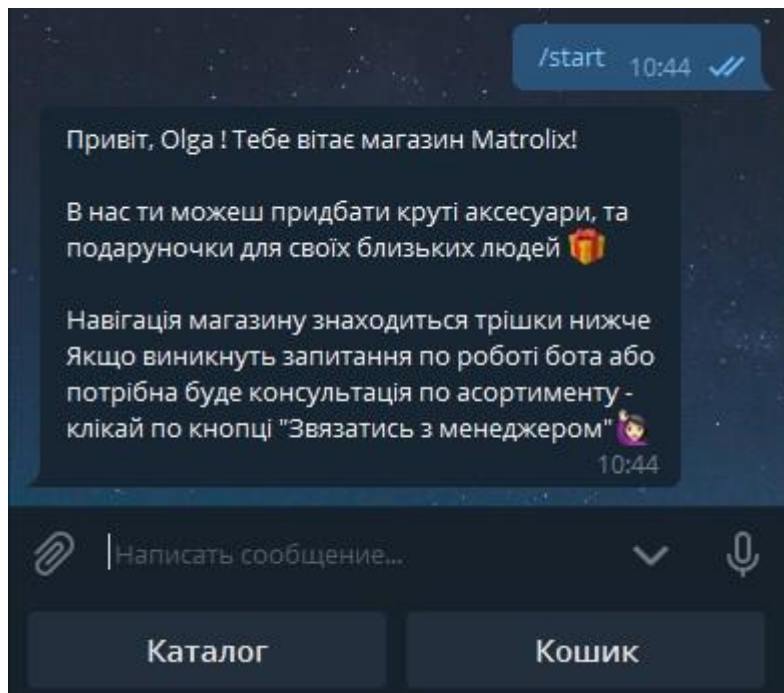 /start 10:44
Привіт, Olga ! Тебе вітає магазин Matrolix!
В нас ти можеш придбати круті аксесуари, та
подаруночки для своїх близьких людей 🎁
Навігація магазину знаходиться трішки нижче
Якщо виникнуть запитання по роботі бота або
потрібна буде консультація по асортименту -
клікай по кнопці "Звязатись з менеджером"🙋🏻‍♀️
10:44
Написать сообщение...
Каталог Кошик